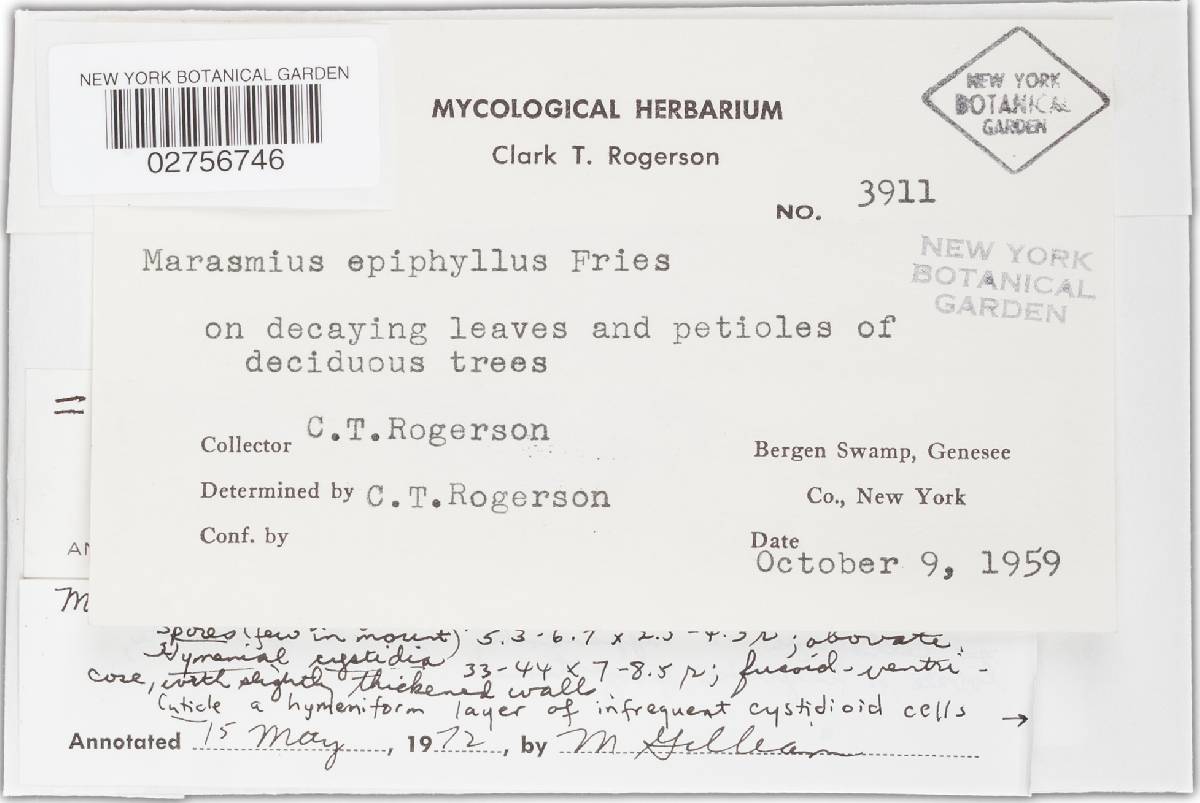 NEW YORK BOTANICAL GARDEN
02756746
MYCOLOGICAL HERBARIUM
Clark T. Rogerson
NEW YORK
BOTANICAL
GARDEN
NO. 3911
Marasmius epiphyllus Fries
NEW YORK
BOTANICAL
GARDEN
on decaying leaves and petioles of
deciduous trees
=
Collector C.T.Rogerson
Bergen Swamp, Genesee
Determined by C.T.Rogerson
Co., New York
Conf. by
Date
October 9, 1959
AN
M
Spores (few in mount) 5.3-6.7 x μ; obovate.
Hymenial cystidia 33-44 x 7-8.5 μ; fusoid-ventri-
cose, with slightly thickened wall.
Cuticle a hymeniform layer of infrequent cystidioid cells →
Annotated 15 May, 1972, by M Gilliam